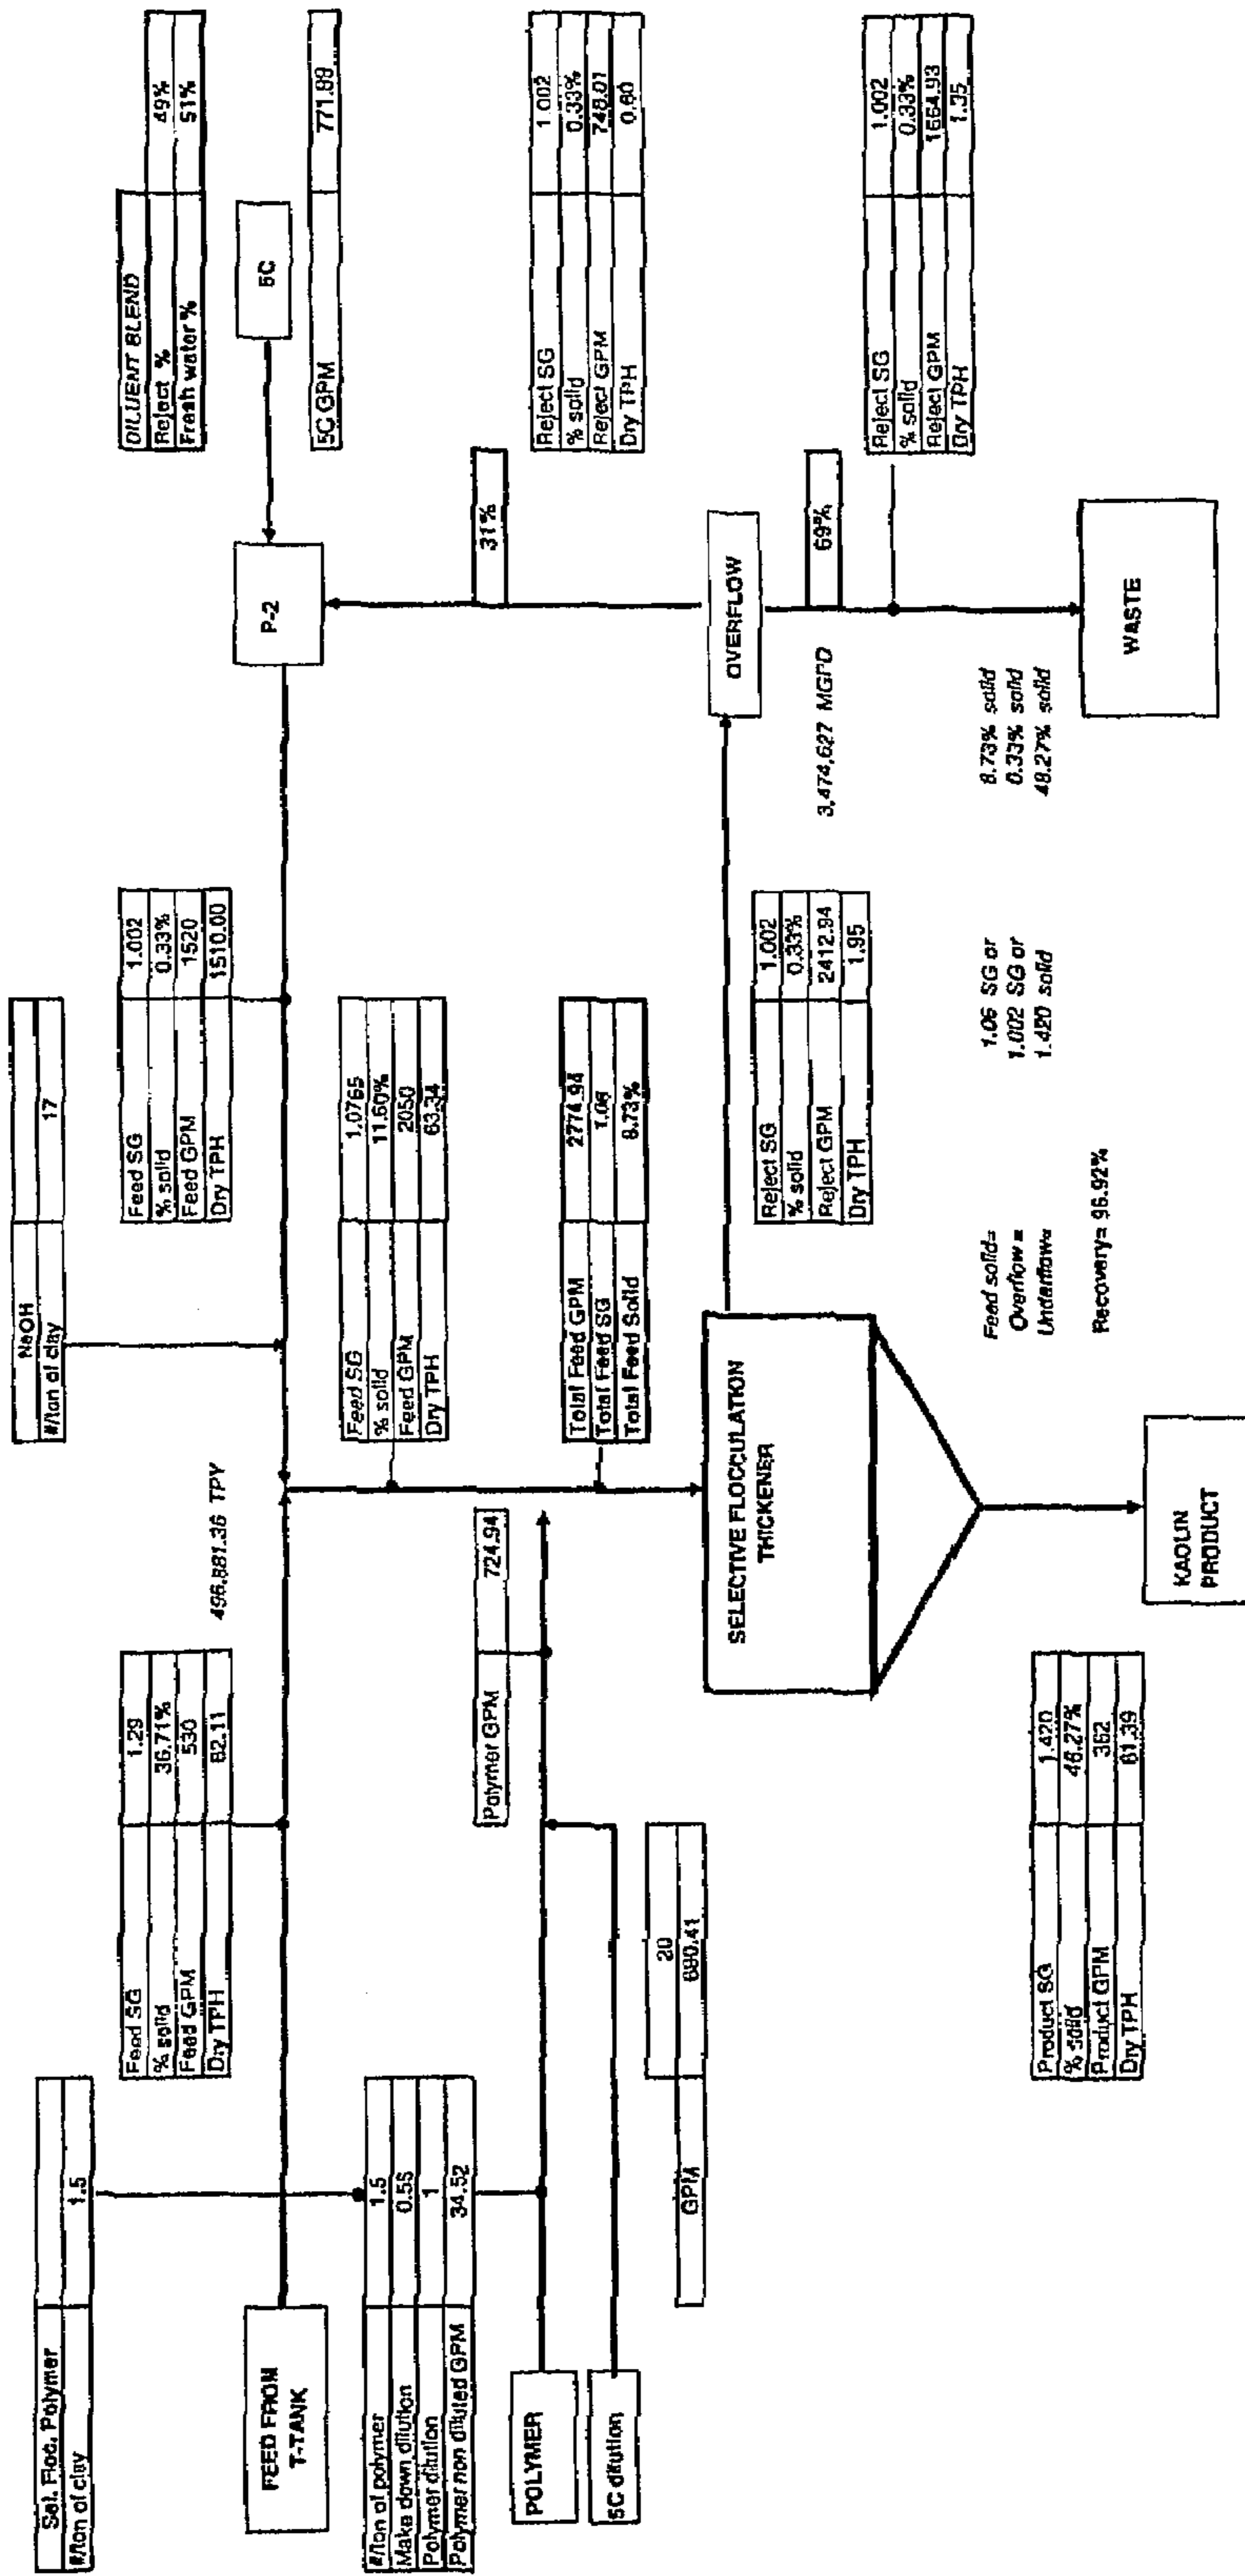 Sel. Floc. Polymer
#/ton of clay 1.5
FEED FROM
T-TANK
Feed SG 1.29
% solid 36.71%
Feed GPM 530
Dry TPH 62.11
496,881.36 TPY
NaOH
#/ton of clay 17
Feed SG 1.002
% solid 0.33%
Feed GPM 1520
Dry TPH 1510.00
P-2
5C
DILUENT BLEND
Reject % 49%
Fresh water % 51%
5C GPM 771.99
#/ton of polymer 1.5
Make down dilution 0.55
Polymer dilution 1
Polymer non diluted GPM 34.52
Feed SG 1.0765
% solid 11.60%
Feed GPM 2050
Dry TPH 63.34
31%
Reject SG 1.002
% solid 0.33%
Reject GPM 748.01
Dry TPH 0.60
POLYMER
5C dilution
Polymer GPM 724.94
Total Feed GPM 2774.94
Total Feed SG 1.06
Total Feed Solid 8.73%
20
GPM 690.41
SELECTIVE FLOCCULATION
THICKENER
OVERFLOW
Reject SG 1.002
% solid 0.33%
Reject GPM 2412.94
Dry TPH 1.95
3,474,627 MGPD
69%
Reject SG 1.002
% solid 0.33%
Reject GPM 1664.93
Dry TPH 1.35
Feed solid= 1.06 SG or 8.73% solid
Overflow = 1.002 SG or 0.33% solid
Underflow= 1.420 solid 48.27% solid
Recovery= 96.92%
WASTE
Product SG 1.420
% solid 48.27%
Product GPM 362
Dry TPH 61.39
KAOLIN
PRODUCT